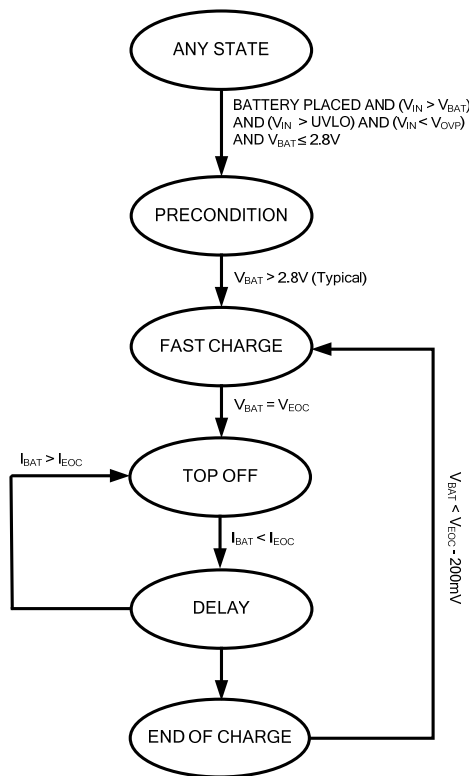 ANY STATE
BATTERY PLACED AND (VIN > VBAT)
AND (VIN > UVLO) AND (VIN < VOVP)
AND VBAT ≤ 2.8V
PRECONDITION
VBAT > 2.8V (Typical)
FAST CHARGE
VBAT = VEOC
IBAT > IEOC
TOP OFF
IBAT < IEOC
VBAT < VEOC - 200mV
DELAY
END OF CHARGE